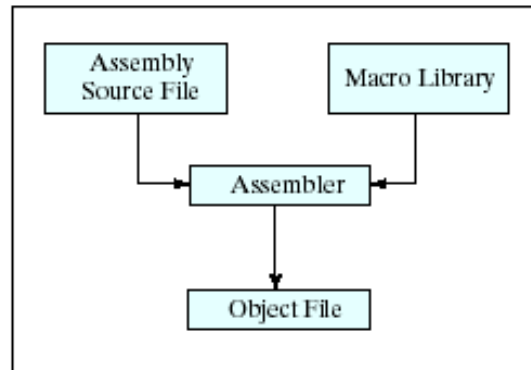 Assembly
Source File
Macro Library
Assembler
Object File